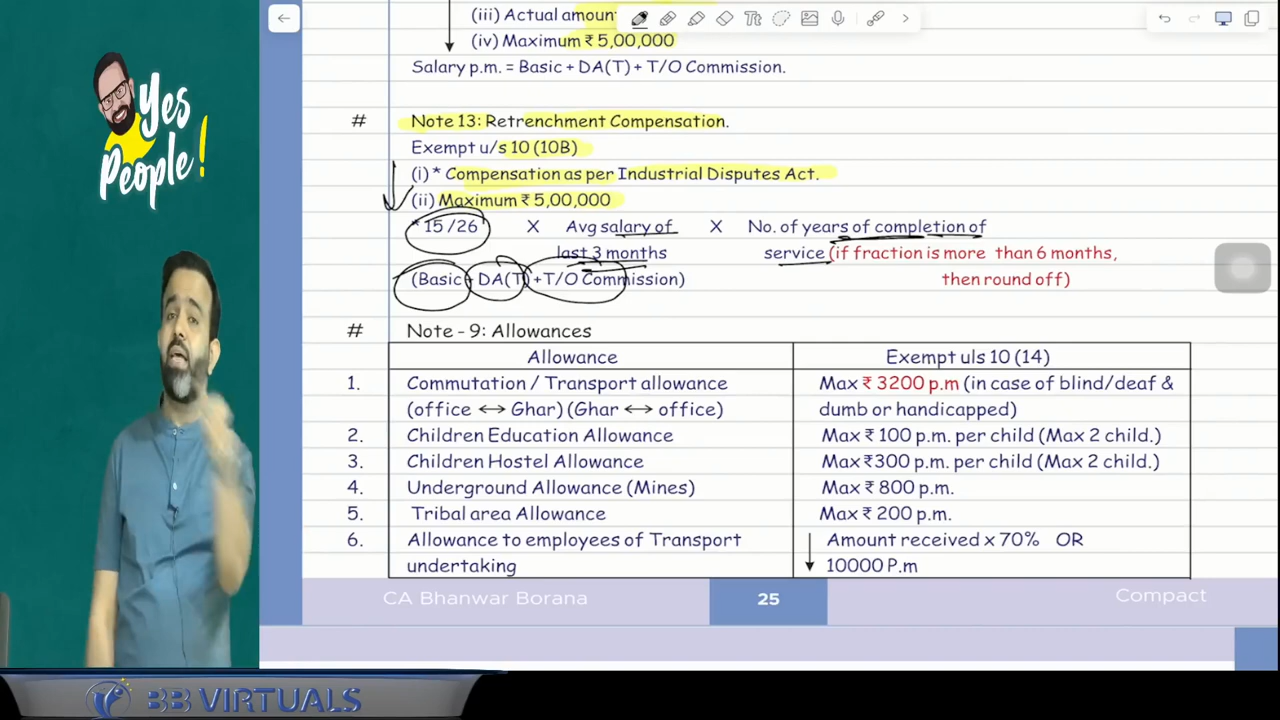 (iii) Actual amount
(iv) Maximum ₹ 5,00,000
Salary p.m. = Basic + DA(T) + T/O Commission.
Yes
People!
# Note 13: Retrenchment Compensation.
Exempt u/s 10 (10B)
(i) * Compensation as per Industrial Disputes Act.
(ii) Maximum ₹ 5,00,000
* 15/26 X Avg salary of X No. of years of completion of
last 3 months service (if fraction is more than 6 months,
(Basic + DA(T) + T/O Commission) then round off)
# Note - 9: Allowances
Allowance Exempt uls 10 (14)
1. Commutation / Transport allowance Max ₹ 3200 p.m (in case of blind/deaf &
(office ↔ Ghar) (Ghar ↔ office) dumb or handicapped)
2. Children Education Allowance Max ₹ 100 p.m. per child (Max 2 child.)
3. Children Hostel Allowance Max ₹300 p.m. per child (Max 2 child.)
4. Underground Allowance (Mines) Max ₹ 800 p.m.
5. Tribal area Allowance Max ₹ 200 p.m.
6. Allowance to employees of Transport Amount received x 70% OR
undertaking 10000 P.m
CA Bhanwar Borana 25 Compact
BB VIRTUALS